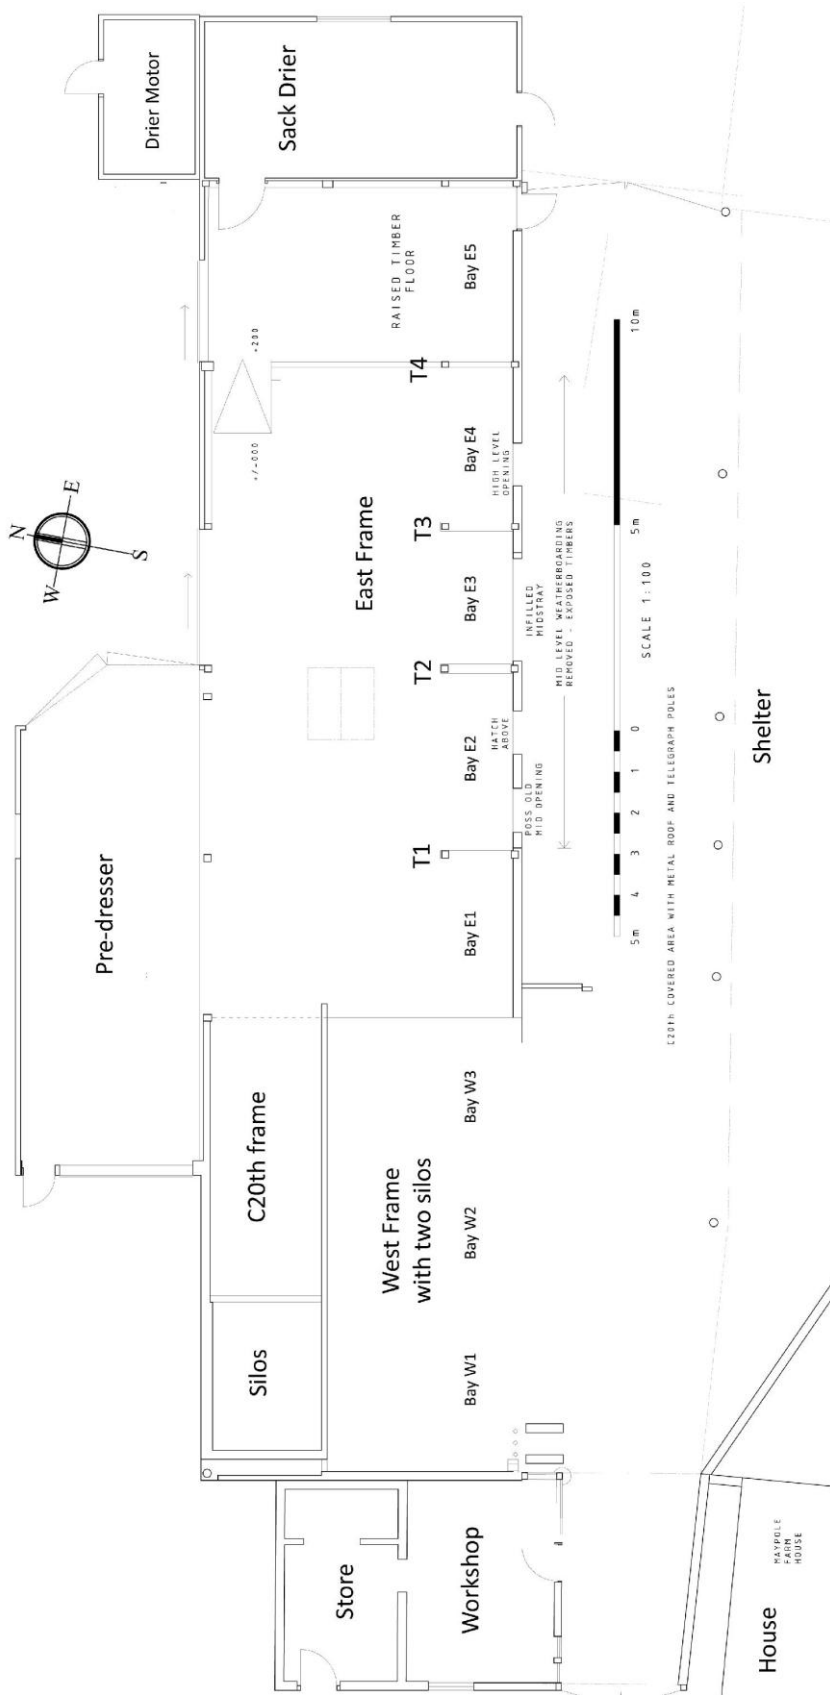 Drier Motor
Sack Drier
N
E
W
S
RAISED TIMBER
FLOOR
Bay E5
+200
+/-000
T4
Bay E4
HIGH LEVEL
OPENING
East Frame
T3
Bay E3
INFILLED
MIDSTRAY
T2
Bay E2
HATCH
ABOVE
POSS OLD
MID OPENING
T1
Bay E1
MID LEVEL WEATHERBOARDING
REMOVED - EXPOSED TIMBERS
5m 4 3 2 1 0 5m 10m
SCALE 1:100
C20th COVERED AREA WITH METAL ROOF AND TELEGRAPH POLES
Shelter
Pre-dresser
C20th frame
Silos
West Frame
with two silos
Bay W3
Bay W2
Bay W1
Store
Workshop
House
MAYPOLE
FARM
HOUSE